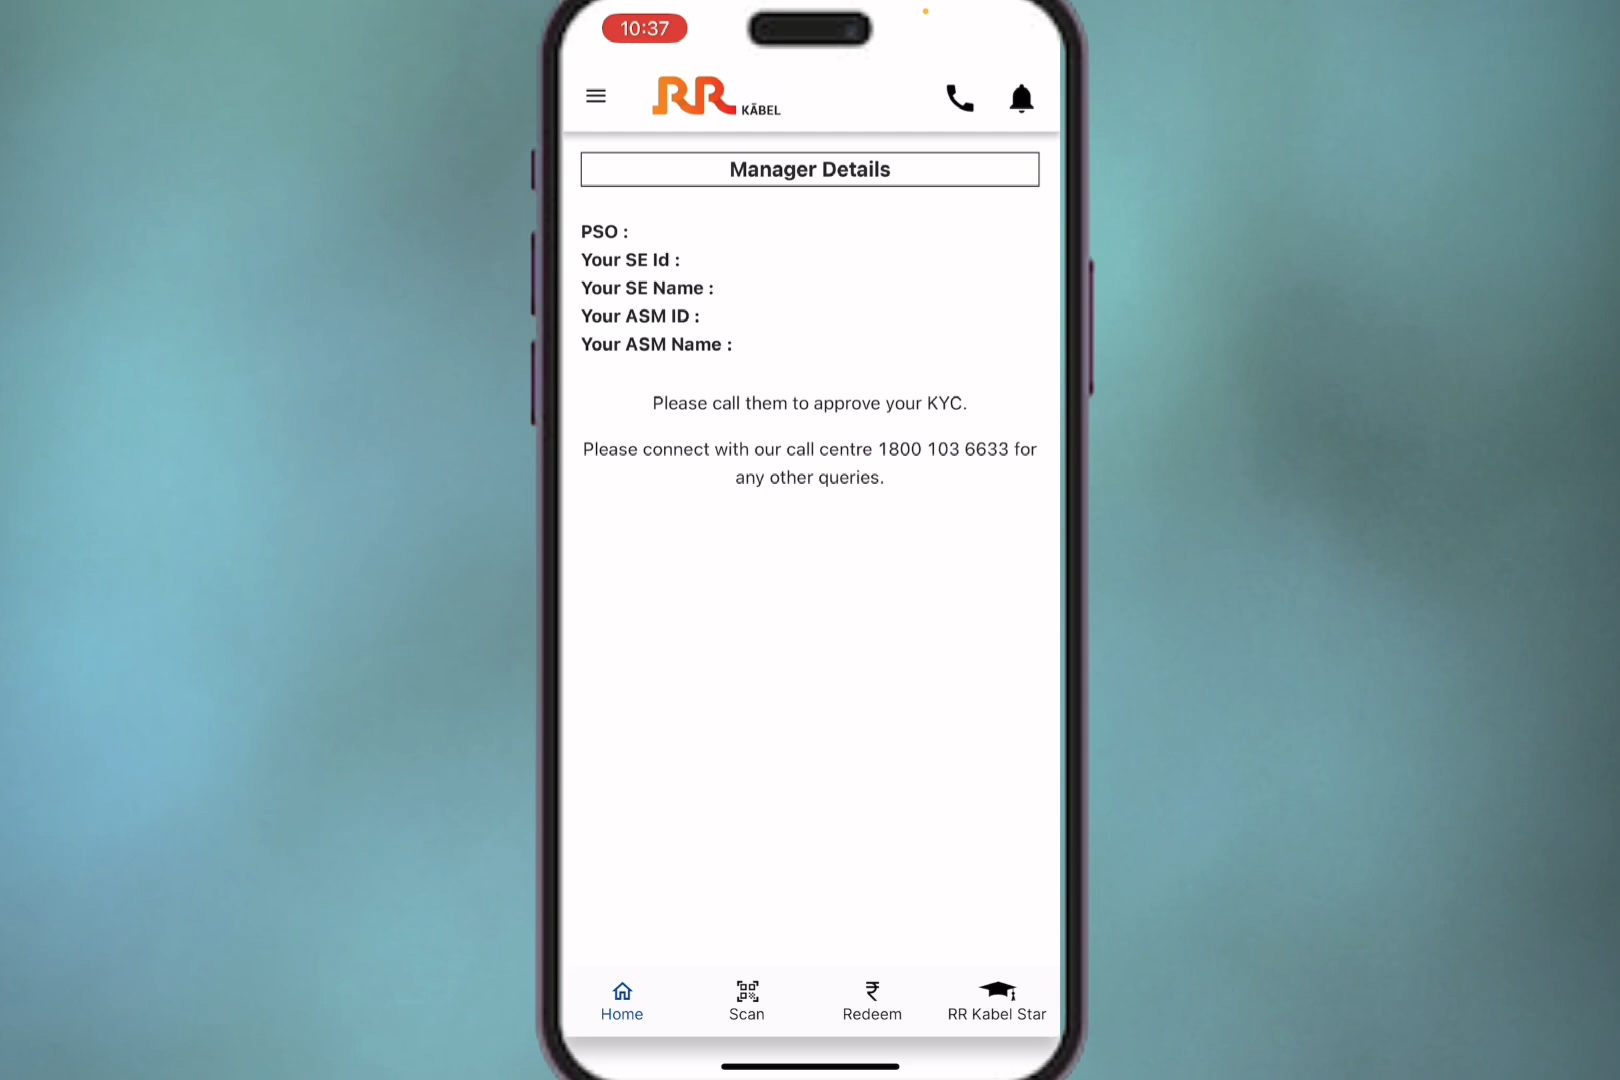 10:37
RR KĀBEL
Manager Details
PSO :
Your SE Id :
Your SE Name :
Your ASM ID :
Your ASM Name :
Please call them to approve your KYC.
Please connect with our call centre 1800 103 6633 for
any other queries.
Home
Scan
Redeem
RR Kabel Star